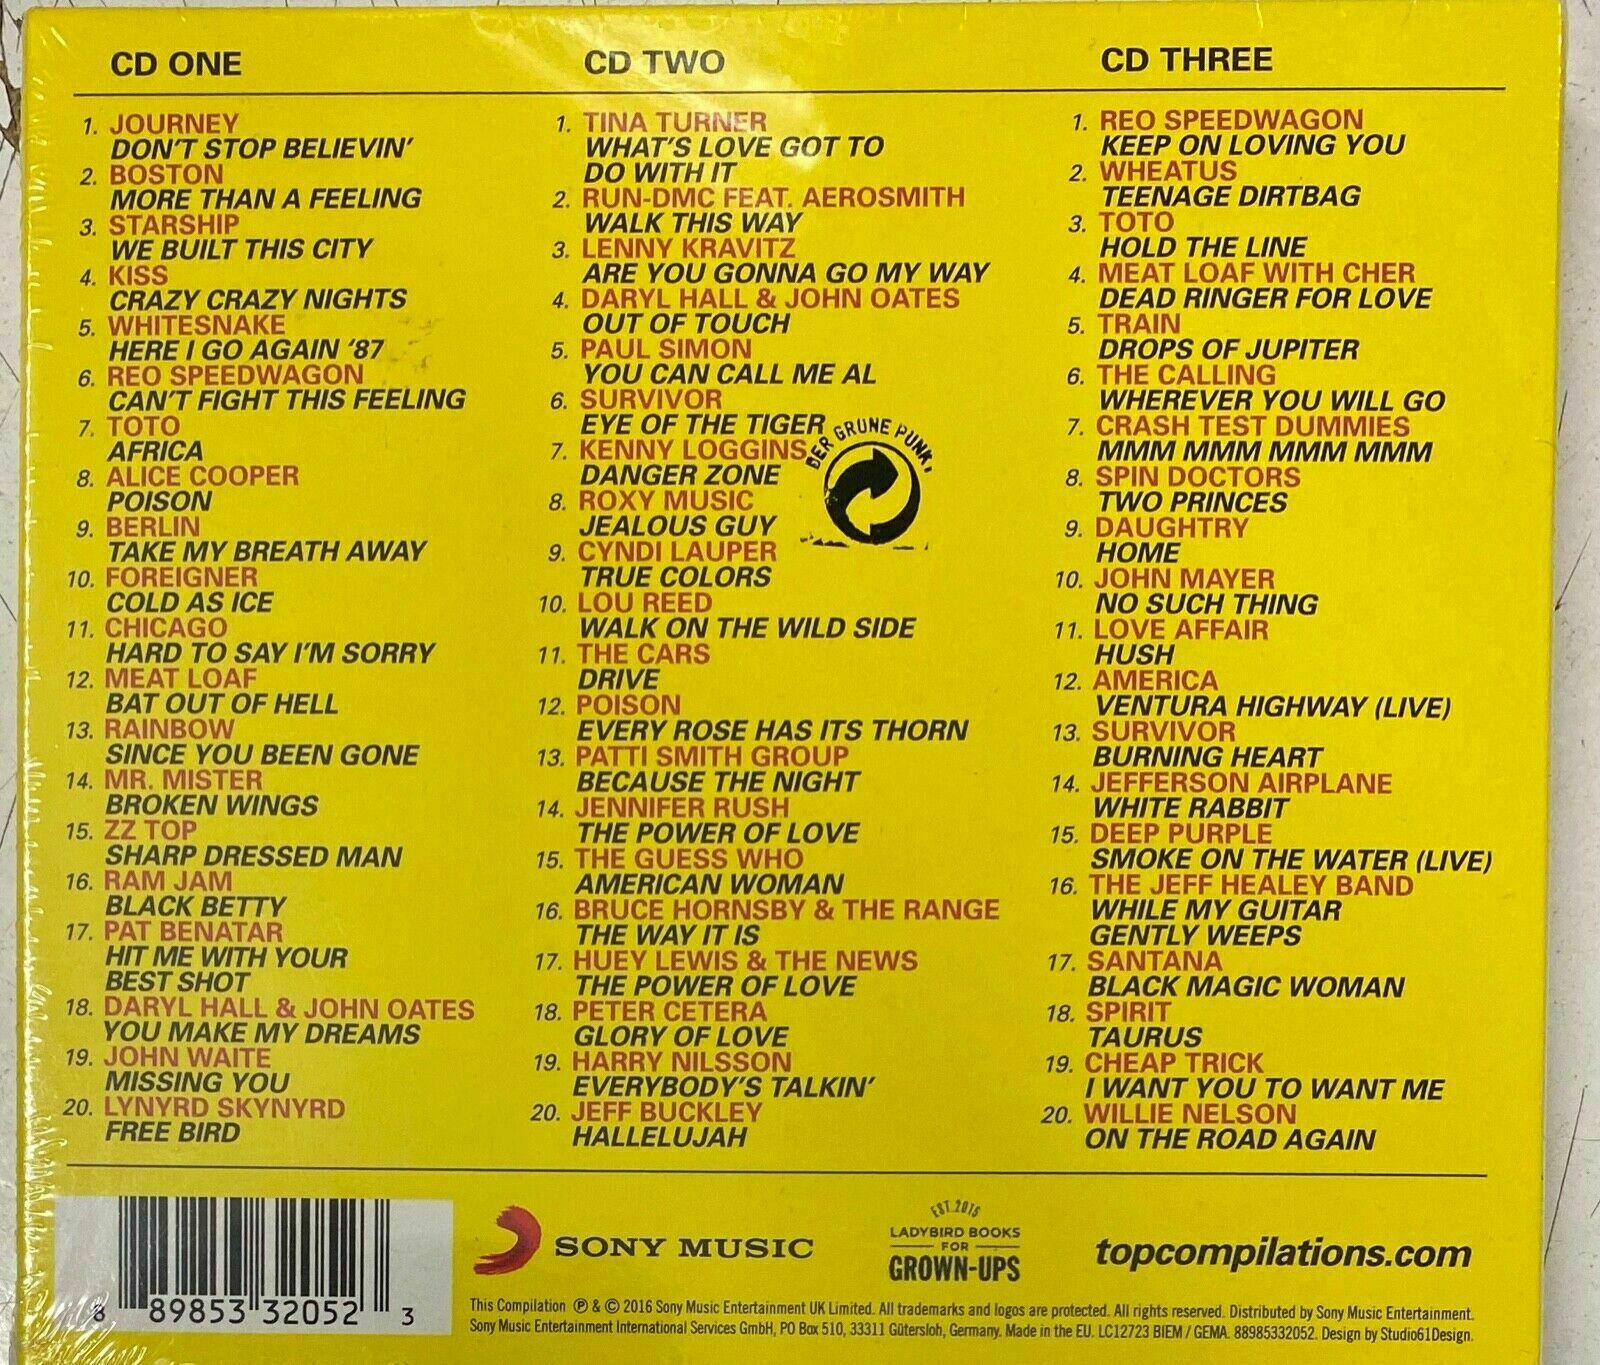 CD ONE
1. JOURNEY
DON'T STOP BELIEVIN'
2. BOSTON
MORE THAN A FEELING
3. STARSHIP
WE BUILT THIS CITY
4. KISS
CRAZY CRAZY NIGHTS
5. WHITESNAKE
HERE I GO AGAIN '87
6. REO SPEEDWAGON
CAN'T FIGHT THIS FEELING
7. TOTO
AFRICA
8. ALICE COOPER
POISON
9. BERLIN
TAKE MY BREATH AWAY
10. FOREIGNER
COLD AS ICE
11. CHICAGO
HARD TO SAY I'M SORRY
12. MEAT LOAF
BAT OUT OF HELL
13. RAINBOW
SINCE YOU BEEN GONE
14. MR. MISTER
BROKEN WINGS
15. ZZ TOP
SHARP DRESSED MAN
16. RAM JAM
BLACK BETTY
17. PAT BENATAR
HIT ME WITH YOUR
BEST SHOT
18. DARYL HALL & JOHN OATES
YOU MAKE MY DREAMS
19. JOHN WAITE
MISSING YOU
20. LYNYRD SKYNYRD
FREE BIRD
CD TWO
1. TINA TURNER
WHAT'S LOVE GOT TO
DO WITH IT
2. RUN-DMC FEAT. AEROSMITH
WALK THIS WAY
3. LENNY KRAVITZ
ARE YOU GONNA GO MY WAY
4. DARYL HALL & JOHN OATES
OUT OF TOUCH
5. PAUL SIMON
YOU CAN CALL ME AL
6. SURVIVOR
EYE OF THE TIGER
7. KENNY LOGGINS
DANGER ZONE
8. ROXY MUSIC
JEALOUS GUY
9. CYNDI LAUPER
TRUE COLORS
10. LOU REED
WALK ON THE WILD SIDE
11. THE CARS
DRIVE
12. POISON
EVERY ROSE HAS ITS THORN
13. PATTI SMITH GROUP
BECAUSE THE NIGHT
14. JENNIFER RUSH
THE POWER OF LOVE
15. THE GUESS WHO
AMERICAN WOMAN
16. BRUCE HORNSBY & THE RANGE
THE WAY IT IS
17. HUEY LEWIS & THE NEWS
THE POWER OF LOVE
18. PETER CETERA
GLORY OF LOVE
19. HARRY NILSSON
EVERYBODY'S TALKIN'
20. JEFF BUCKLEY
HALLELUJAH
DER GRÜNE PUNKT
CD THREE
1. REO SPEEDWAGON
KEEP ON LOVING YOU
2. WHEATUS
TEENAGE DIRTBAG
3. TOTO
HOLD THE LINE
4. MEAT LOAF WITH CHER
DEAD RINGER FOR LOVE
5. TRAIN
DROPS OF JUPITER
6. THE CALLING
WHEREVER YOU WILL GO
7. CRASH TEST DUMMIES
MMM MMM MMM MMM
8. SPIN DOCTORS
TWO PRINCES
9. DAUGHTRY
HOME
10. JOHN MAYER
NO SUCH THING
11. LOVE AFFAIR
HUSH
12. AMERICA
VENTURA HIGHWAY (LIVE)
13. SURVIVOR
BURNING HEART
14. JEFFERSON AIRPLANE
WHITE RABBIT
15. DEEP PURPLE
SMOKE ON THE WATER (LIVE)
16. THE JEFF HEALEY BAND
WHILE MY GUITAR
GENTLY WEEPS
17. SANTANA
BLACK MAGIC WOMAN
18. SPIRIT
TAURUS
19. CHEAP TRICK
I WANT YOU TO WANT ME
20. WILLIE NELSON
ON THE ROAD AGAIN
8 89853 32052 3
SONY MUSIC
EST. 2015
LADYBIRD BOOKS
FOR
GROWN-UPS
topcompilations.com
This Compilation ℗ & © 2016 Sony Music Entertainment UK Limited. All trademarks and logos are protected. All rights reserved. Distributed by Sony Music Entertainment.
Sony Music Entertainment International Services GmbH, PO Box 510, 33311 Gütersloh, Germany. Made in the EU. LC12723 BIEM / GEMA. 88985332052. Design by Studio61Design.